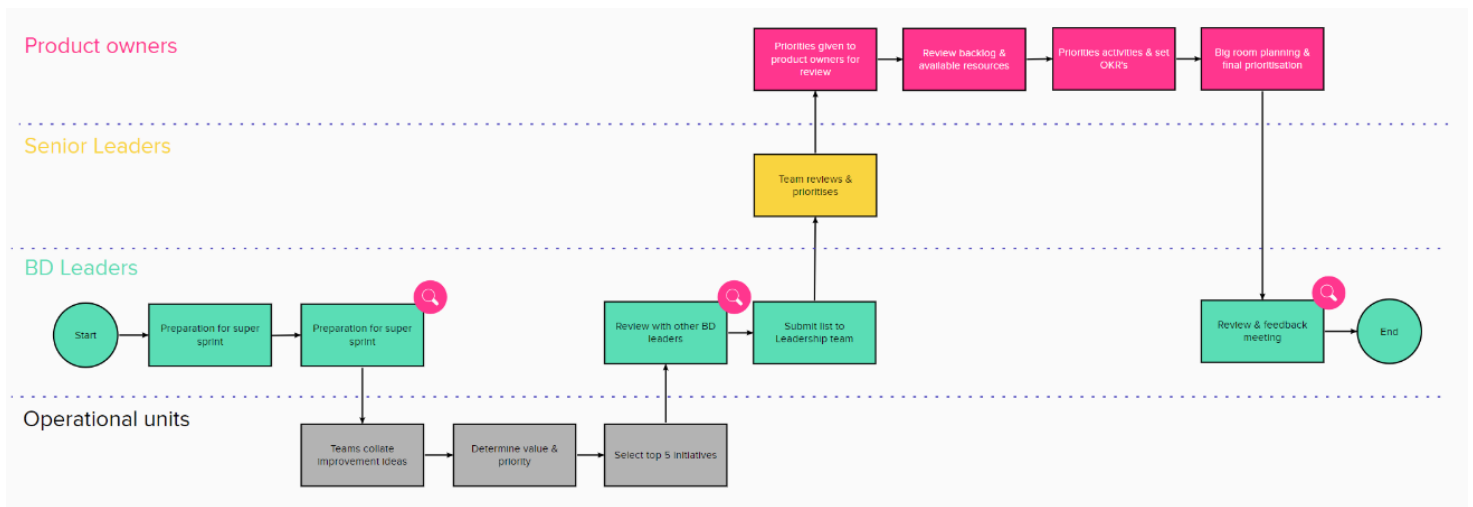 Product owners
Priorities given to
product owners for
review
Review backlog &
available resources
Priorities activities & set
OKR's
Big room planning &
final prioritisation
Senior Leaders
Team reviews &
prioritises
BD Leaders
Start
Preparation for super
sprint
Preparation for super
sprint
Review with other BD
leaders
Submit list to
Leadership team
Review & feedback
meeting
End
Operational units
Teams collate
improvement ideas
Determine value &
priority
Select top 5 initiatives